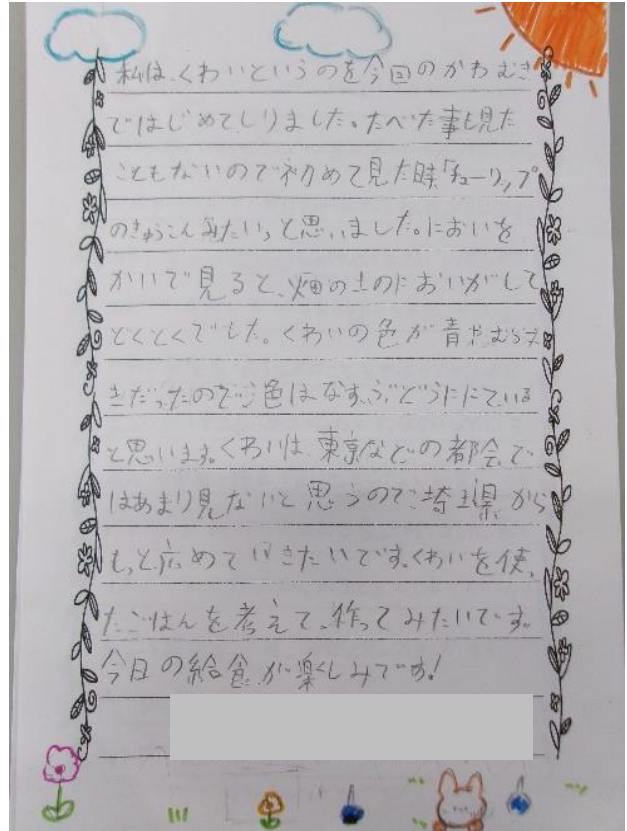 私は、くわいというのを今回のかわむき
ではじめてしりました。たべた事も見た
こともないので初めて見た時「チューリップ
のきゅうこんみたい」と思いました。においを
かいで見ると、畑の土のにおいがして
どくとくでした。くわいの色が青やむらさ
きだったので、色はなす、ぶどうににている
と思います。くわいは、東京などの都会で
はあまり見ないと思うので、埼玉県から
もっと広めていきたいです。くわいを使っ
たごはんを考えて、作ってみたいです。
今日の給食が楽しみです!